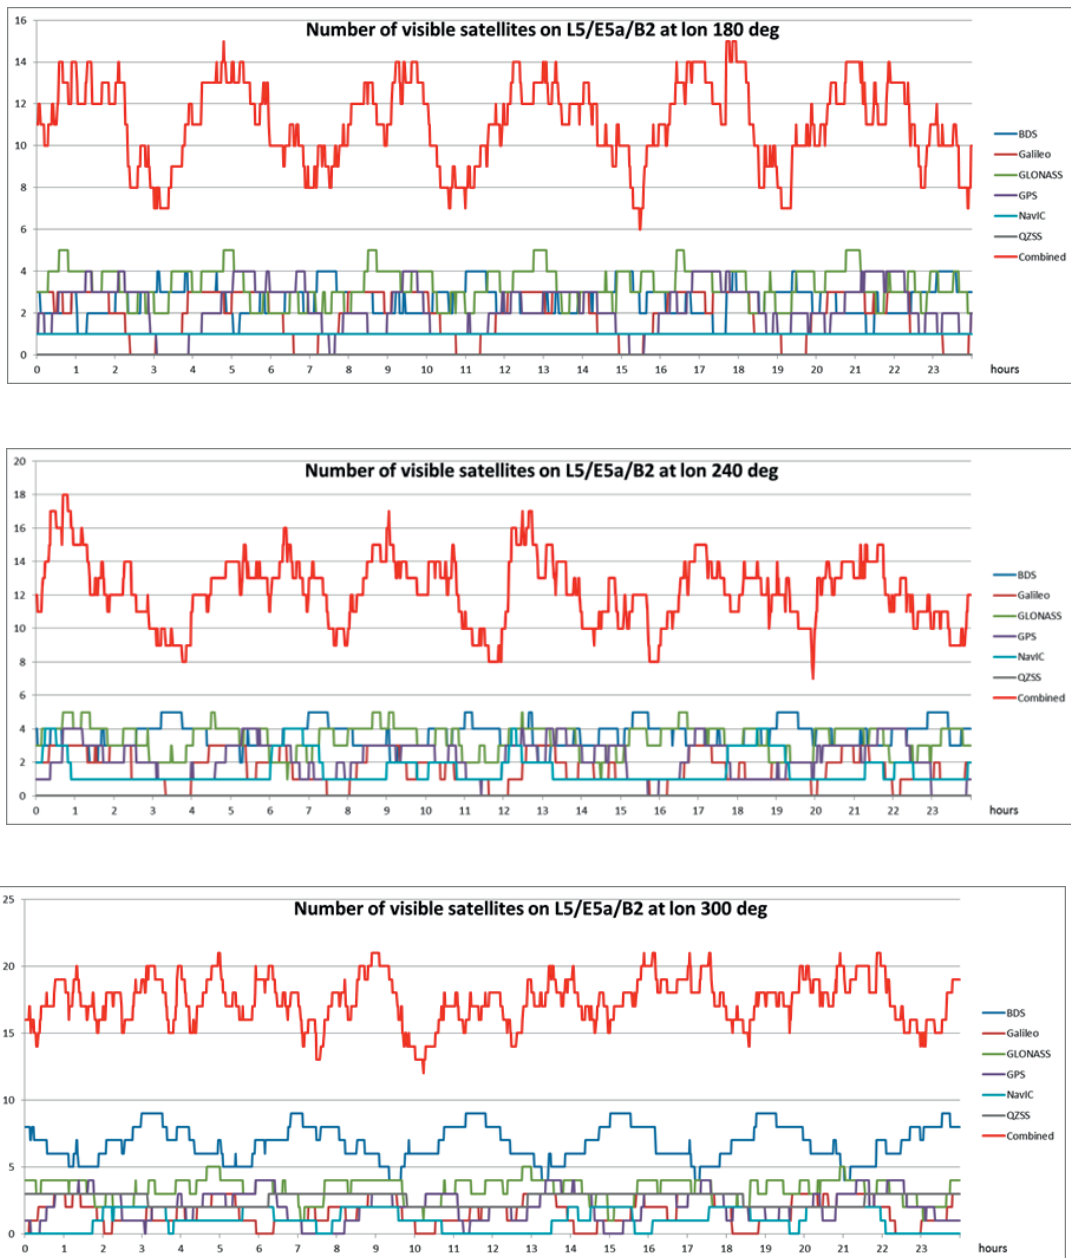 Number of visible satellites on L5/E5a/B2 at lon 180 deg
16
14
12
10
8
6
4
2
0
0 1 2 3 4 5 6 7 8 9 10 11 12 13 14 15 16 17 18 19 20 21 22 23 hours
BDS
Galileo
GLONASS
GPS
NavIC
QZSS
Combined
Number of visible satellites on L5/E5a/B2 at lon 240 deg
20
18
16
14
12
10
8
6
4
2
0
0 1 2 3 4 5 6 7 8 9 10 11 12 13 14 15 16 17 18 19 20 21 22 23 hours
BDS
Galileo
GLONASS
GPS
NavIC
QZSS
Combined
Number of visible satellites on L5/E5a/B2 at lon 300 deg
25
20
15
10
5
0
0 1 2 3 4 5 6 7 8 9 10 11 12 13 14 15 16 17 18 19 20 21 22 23
hours
BDS
Galileo
GLONASS
GPS
NavIC
QZSS
Combined